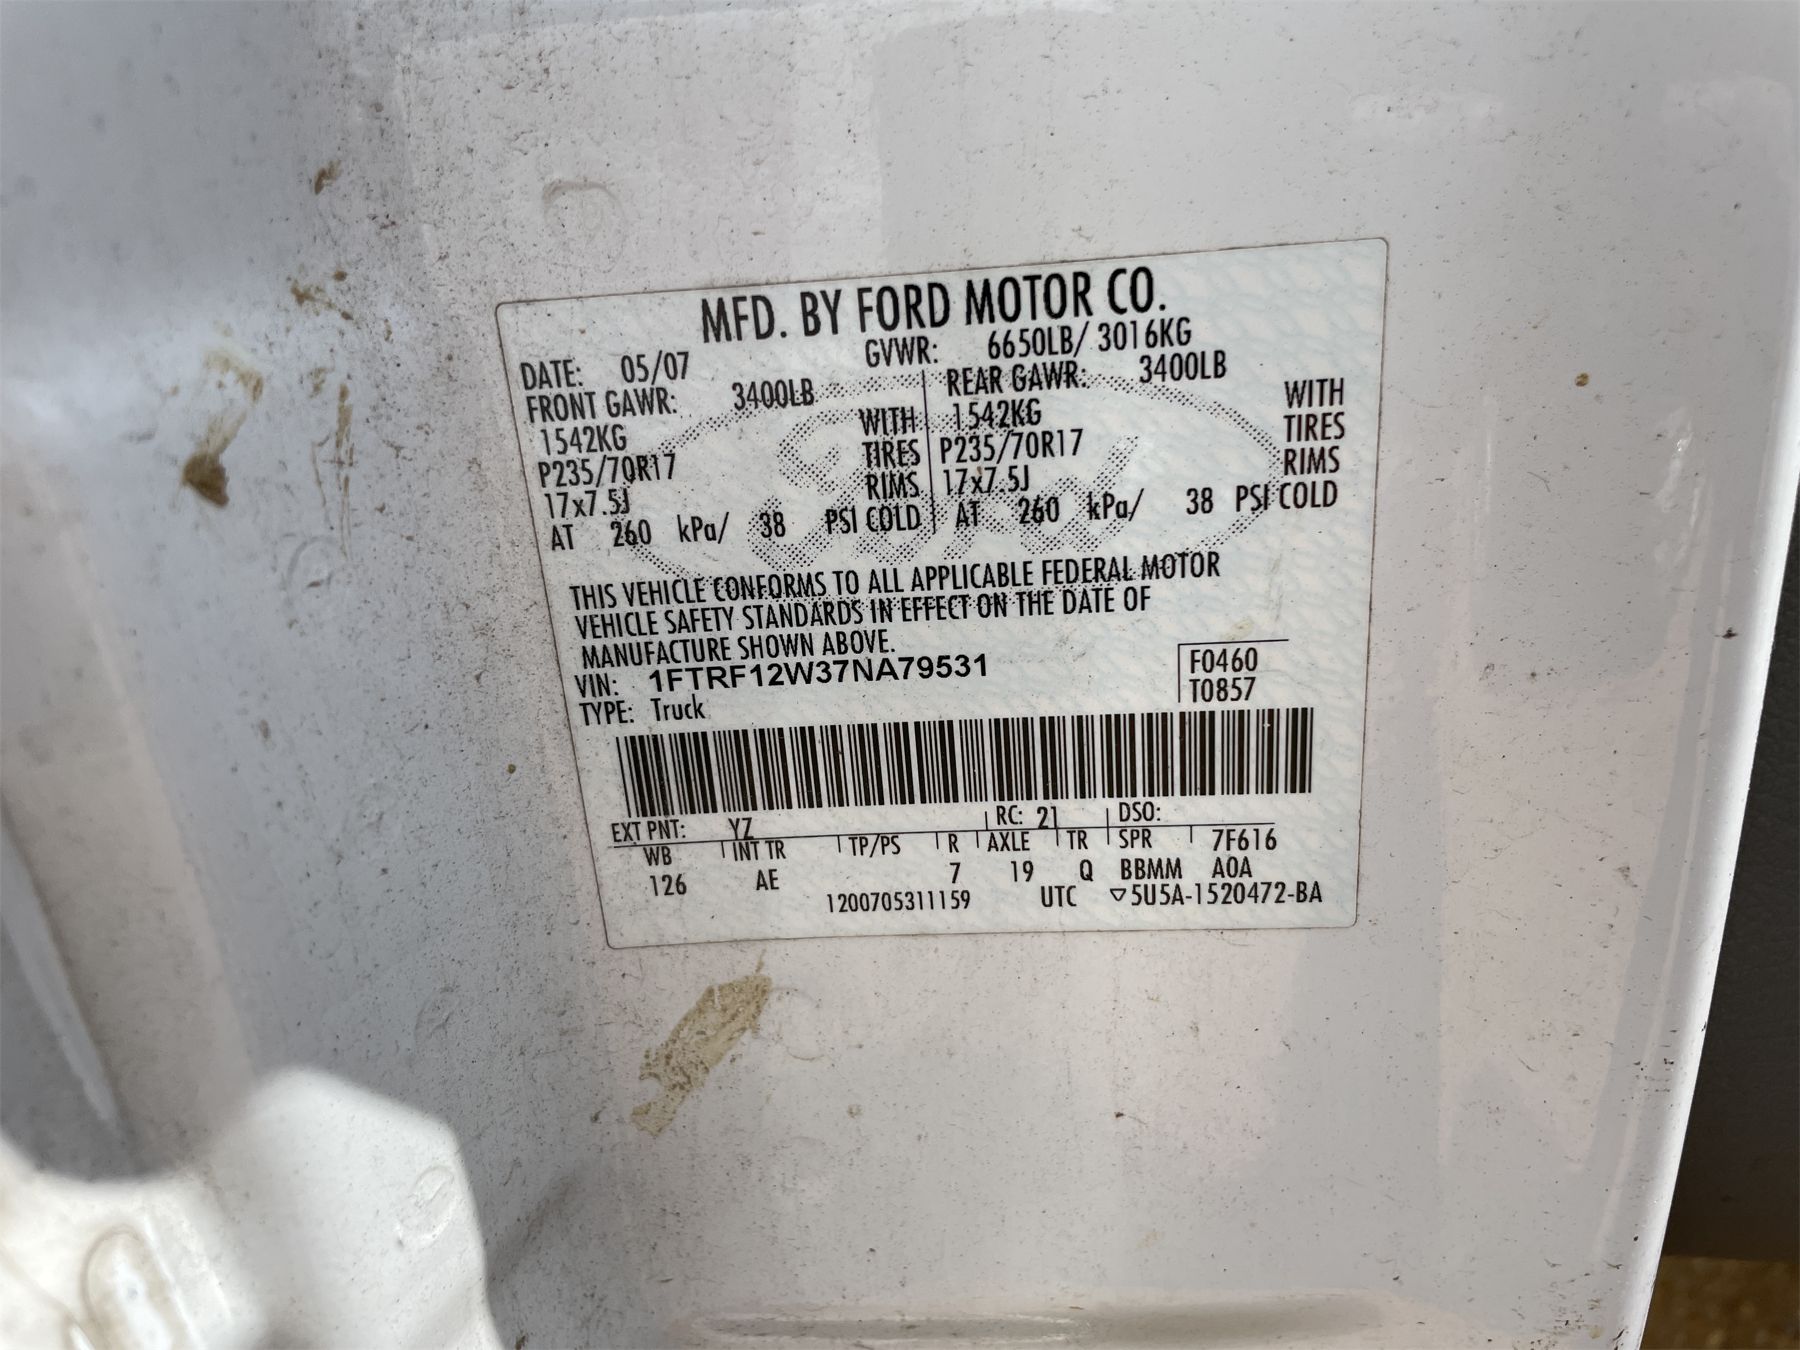 MFD. BY FORD MOTOR CO.
DATE: 05/07 GVWR: 6650LB/ 3016KG
FRONT GAWR: 3400LB REAR GAWR: 3400LB
1542KG WITH 1542KG WITH
P235/70R17 TIRES P235/70R17 TIRES
17x7.5J RIMS 17x7.5J RIMS
AT 260 kPa/ 38 PSI COLD AT 260 kPa/ 38 PSI COLD
Ford
THIS VEHICLE CONFORMS TO ALL APPLICABLE FEDERAL MOTOR
VEHICLE SAFETY STANDARDS IN EFFECT ON THE DATE OF
MANUFACTURE SHOWN ABOVE.
VIN: 1FTRF12W37NA79531 F0460
TYPE: Truck T0857
EXT PNT: YZ RC: 21 DSO:
WB INT TR TP/PS R AXLE TR SPR 7F616
126 AE 7 19 Q BBMM A0A
1200705311159 UTC ▽5U5A-1520472-BA